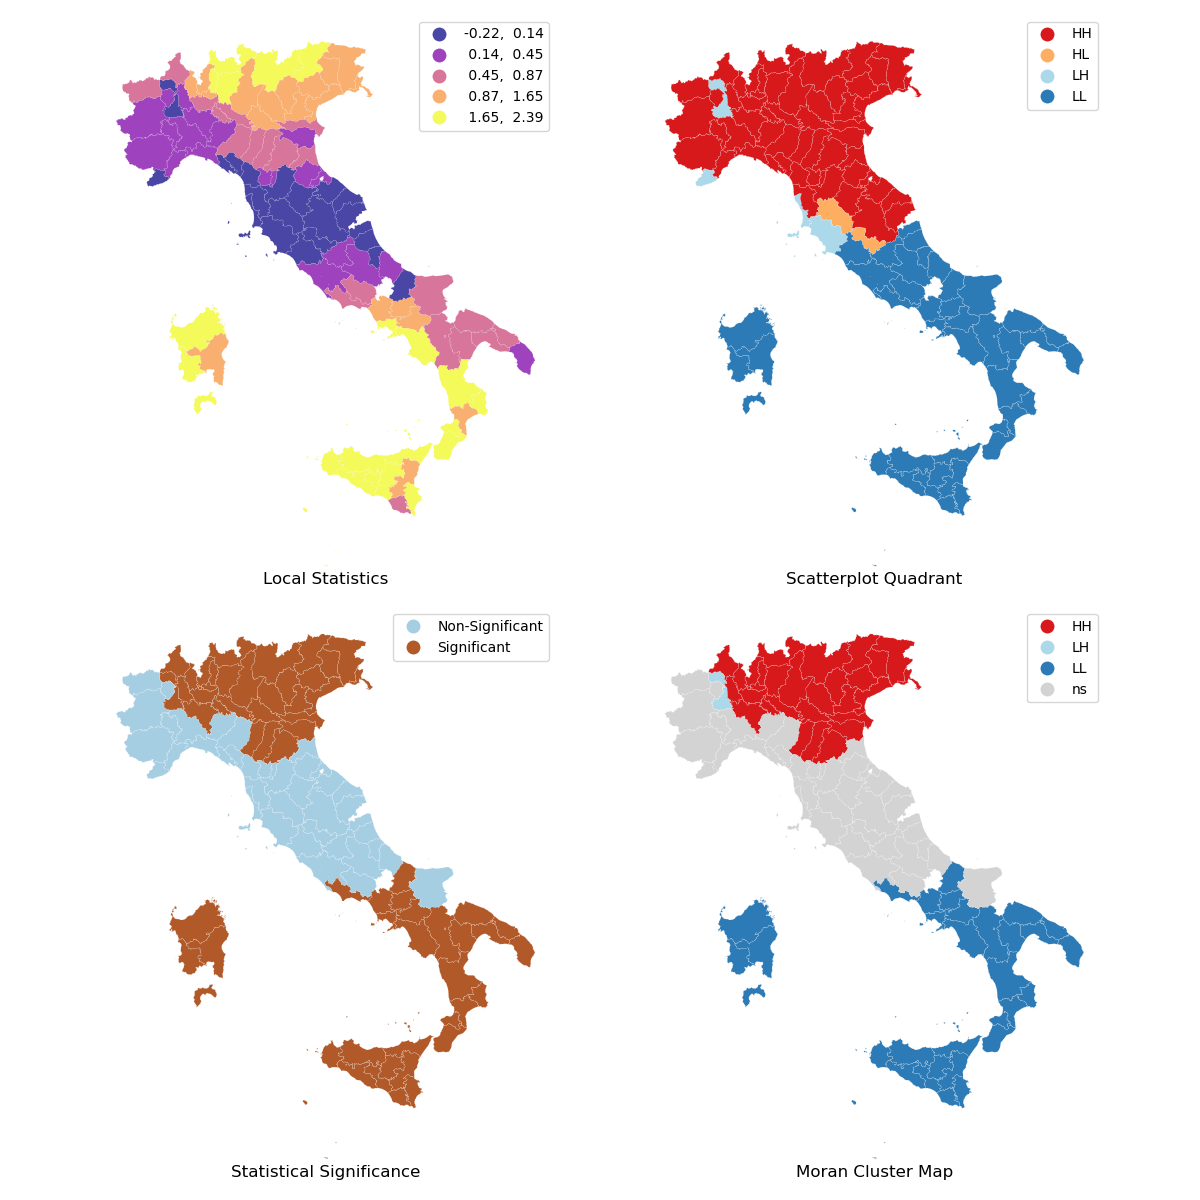 -0.22, 0.14
0.14, 0.45
0.45, 0.87
0.87, 1.65
1.65, 2.39
Local Statistics
HH
HL
LH
LL
Scatterplot Quadrant
Non-Significant
Significant
Statistical Significance
HH
LH
LL
ns
Moran Cluster Map